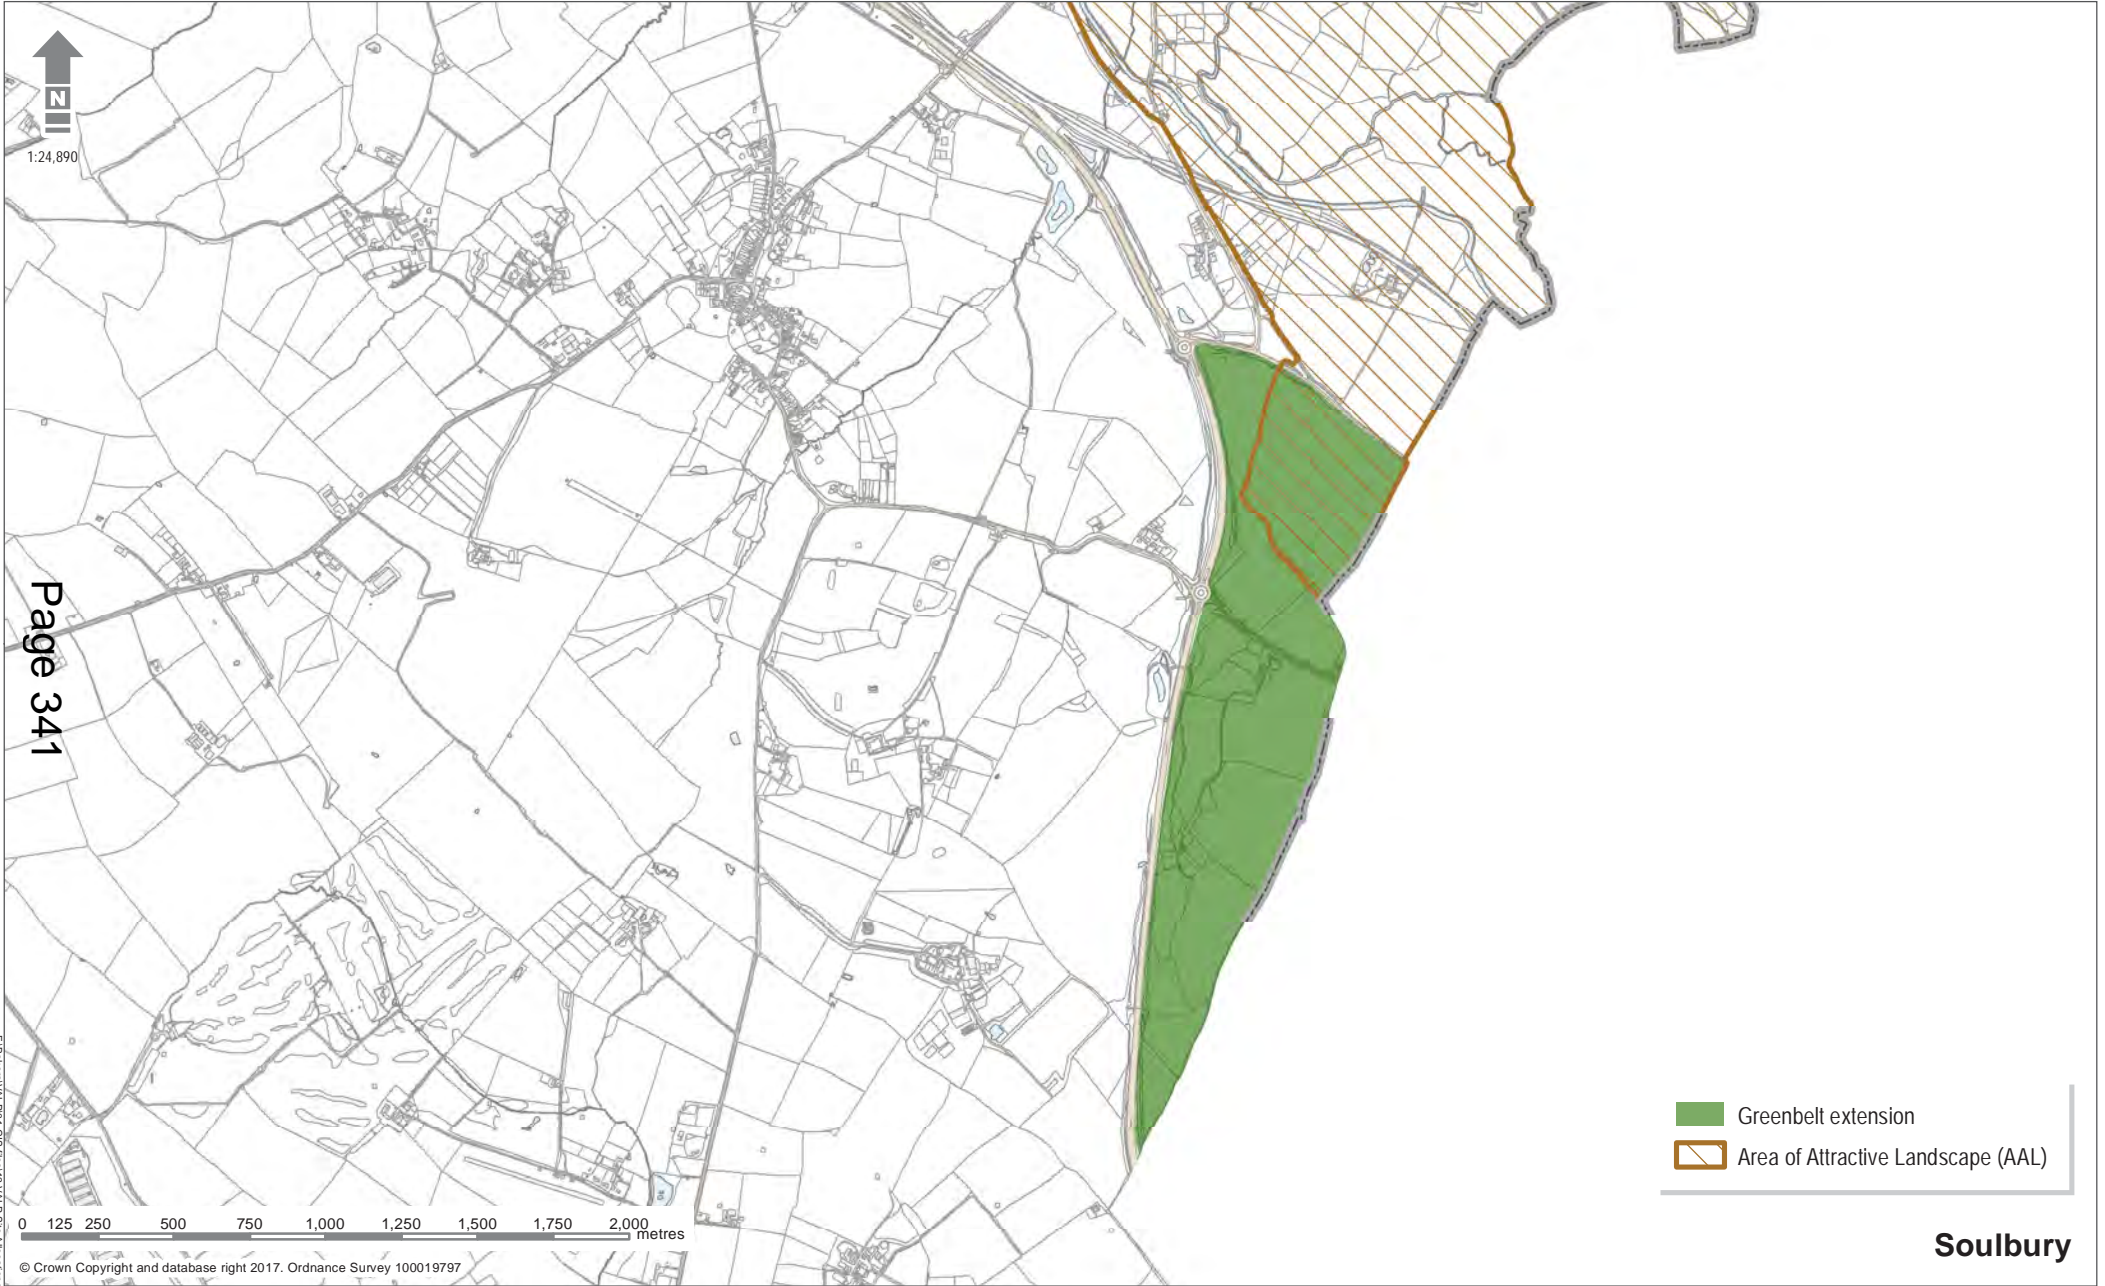 N
1:24,890
Page 341
Greenbelt extension
Area of Attractive Landscape (AAL)
0 125 250 500 750 1,000 1,250 1,500 1,750 2,000
metres
Soulbury
© Crown Copyright and database right 2017. Ordnance Survey 100019797